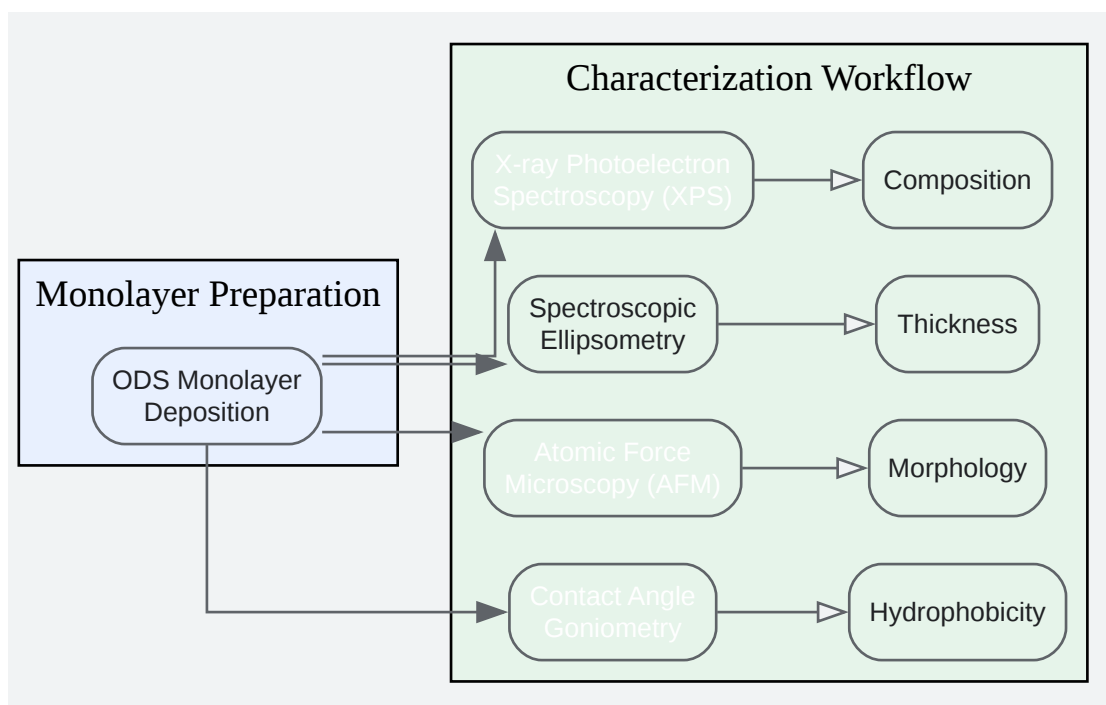 Characterization Workflow
X-ray Photoelectron
Spectroscopy (XPS)
Composition
Monolayer Preparation
ODS Monolayer
Deposition
Spectroscopic
Ellipsometry
Thickness
Atomic Force
Microscopy (AFM)
Morphology
Contact Angle
Goniometry
Hydrophobicity